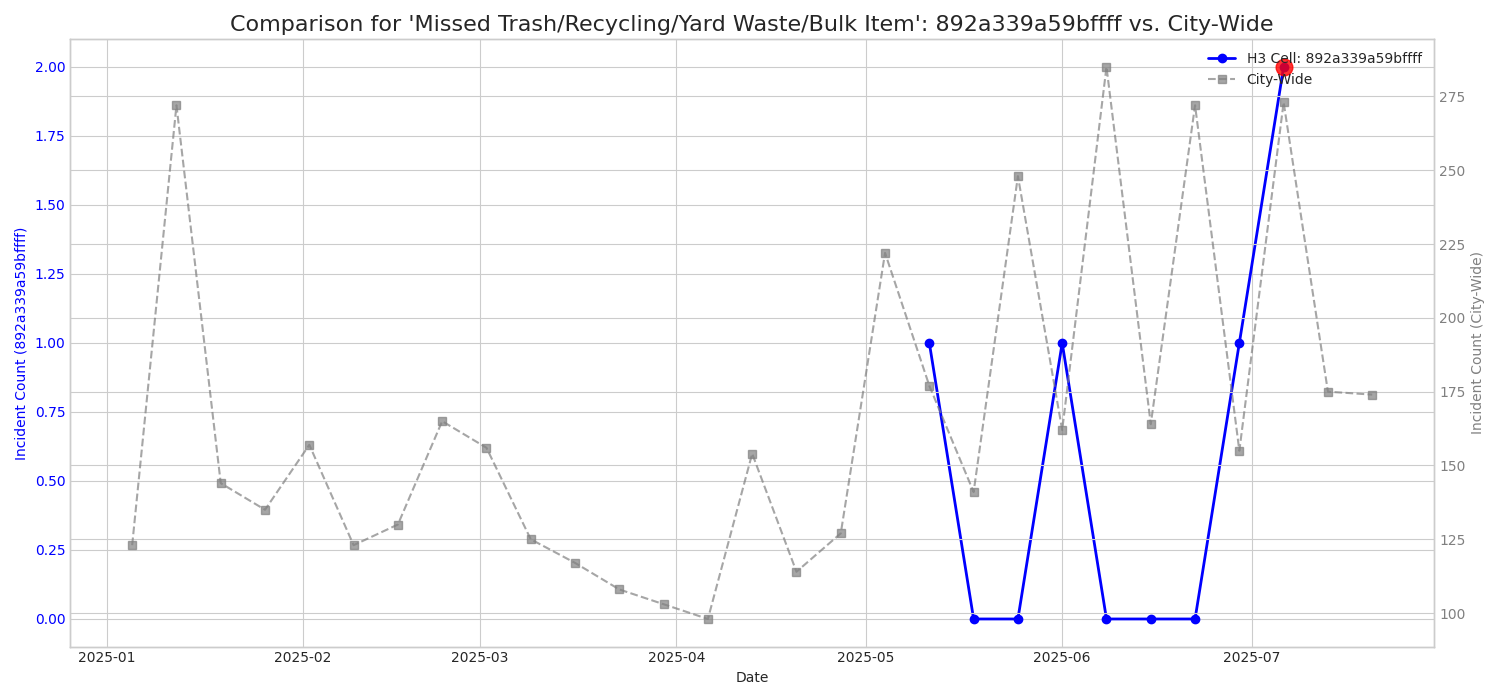 Comparison for 'Missed Trash/Recycling/Yard Waste/Bulk Item': 892a339a59bffff vs. City-Wide
H3 Cell: 892a339a59bffff
City-Wide
Incident Count (892a339a59bffff)
2.00
1.75
1.50
1.25
1.00
0.75
0.50
0.25
0.00
275
250
225
200
175
150
125
100
Incident Count (City-Wide)
2025-01 2025-02 2025-03 2025-04 2025-05 2025-06 2025-07
Date